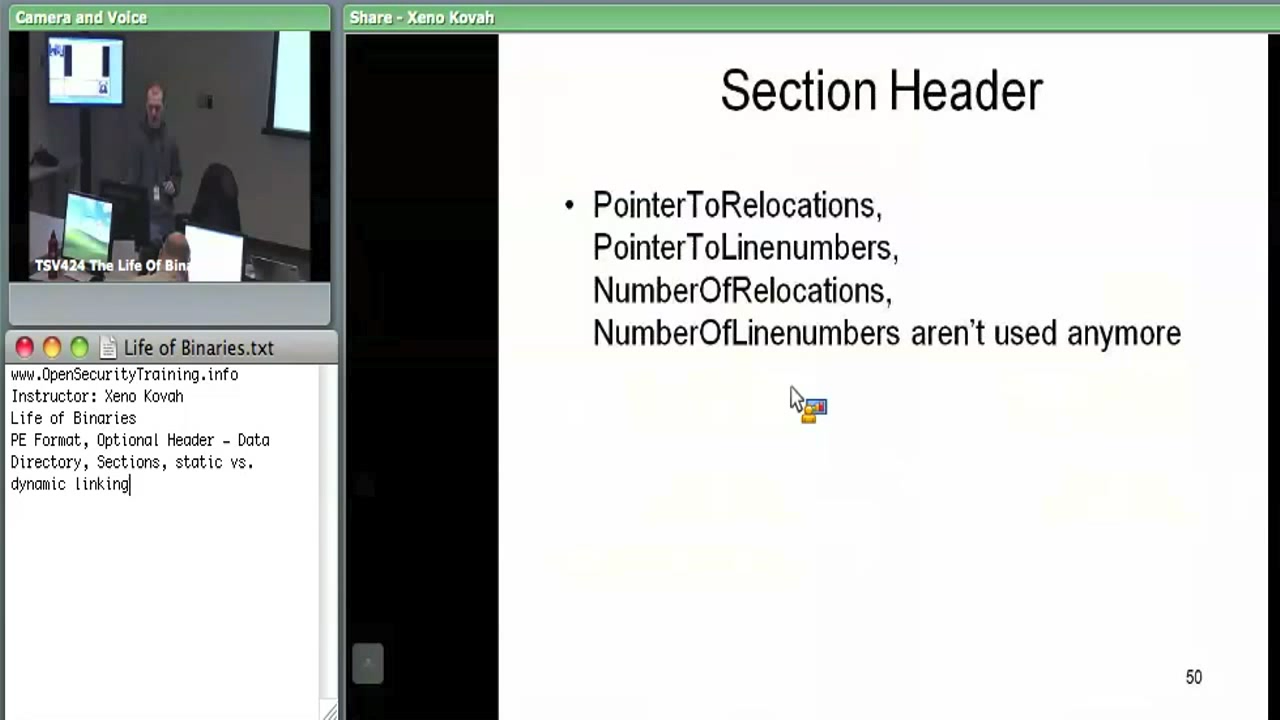 Camera and Voice
Share - Xeno Kovah
TSV424 The Life Of Bina
Section Header
• PointerToRelocations,
PointerToLinenumbers,
NumberOfRelocations,
NumberOfLinenumbers aren't used anymore
50
Life of Binaries.txt
www.OpenSecurityTraining.info
Instructor: Xeno Kovah
Life of Binaries
PE Format, Optional Header – Data
Directory, Sections, static vs.
dynamic linking